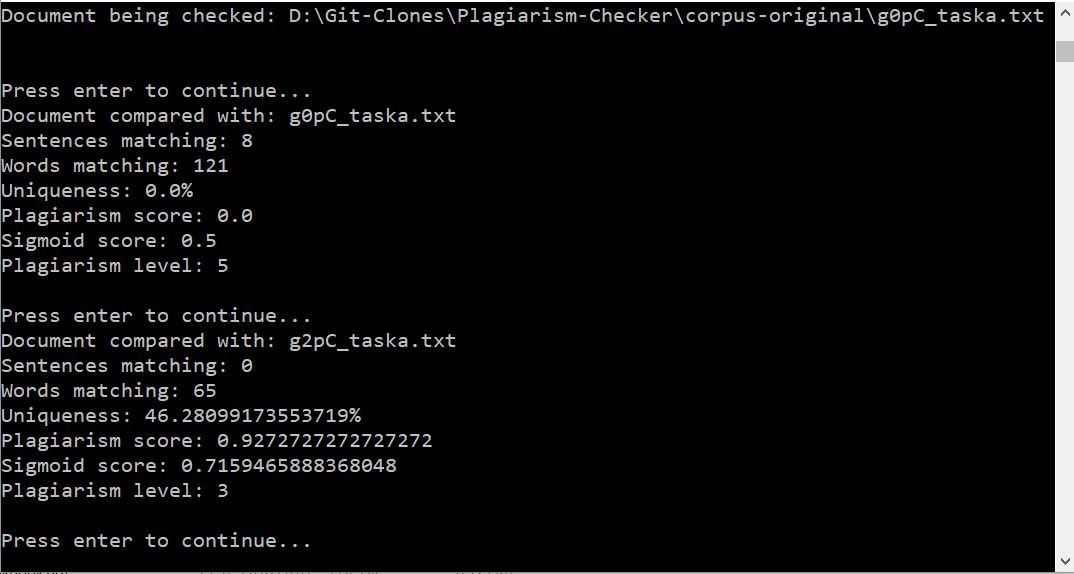 Document being checked: D:\Git-Clones\Plagiarism-Checker\corpus-original\g0pC_taska.txt
Press enter to continue...
Document compared with: g0pC_taska.txt
Sentences matching: 8
Words matching: 121
Uniqueness: 0.0%
Plagiarism score: 0.0
Sigmoid score: 0.5
Plagiarism level: 5
Press enter to continue...
Document compared with: g2pC_taska.txt
Sentences matching: 0
Words matching: 65
Uniqueness: 46.28099173553719%
Plagiarism score: 0.9272727272727272
Sigmoid score: 0.7159465888368048
Plagiarism level: 3
Press enter to continue...